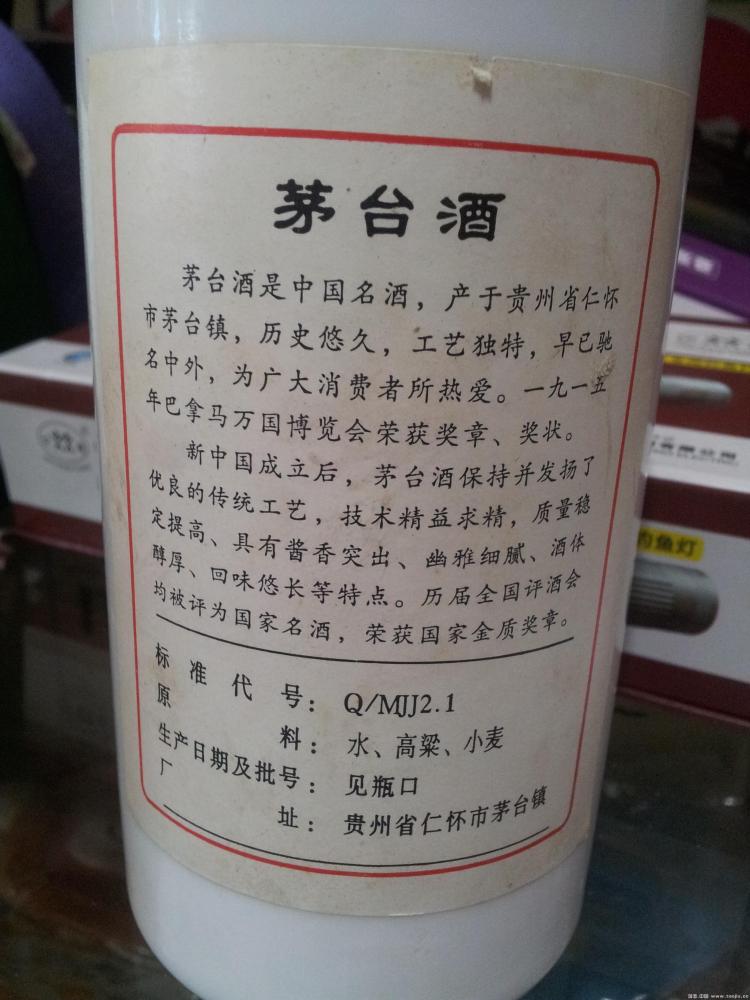 茅台酒
茅台酒是中国名酒，产于贵州省仁怀
市茅台镇，历史悠久，工艺独特，早已驰
名中外，为广大消费者所热爱。一九一五
年巴拿马万国博览会荣获奖章、奖状。
新中国成立后，茅台酒保持并发扬了
优良的传统工艺，技术精益求精，质量稳
定提高、具有酱香突出、幽雅细腻、酒体
醇厚、回味悠长等特点。历届全国评酒会
均被评为国家名酒，荣获国家金质奖章。
标准代号：Q/MJJ2.1
原料：水、高粱、小麦
生产日期及批号：见瓶口
厂址：贵州省仁怀市茅台镇
钓鱼灯